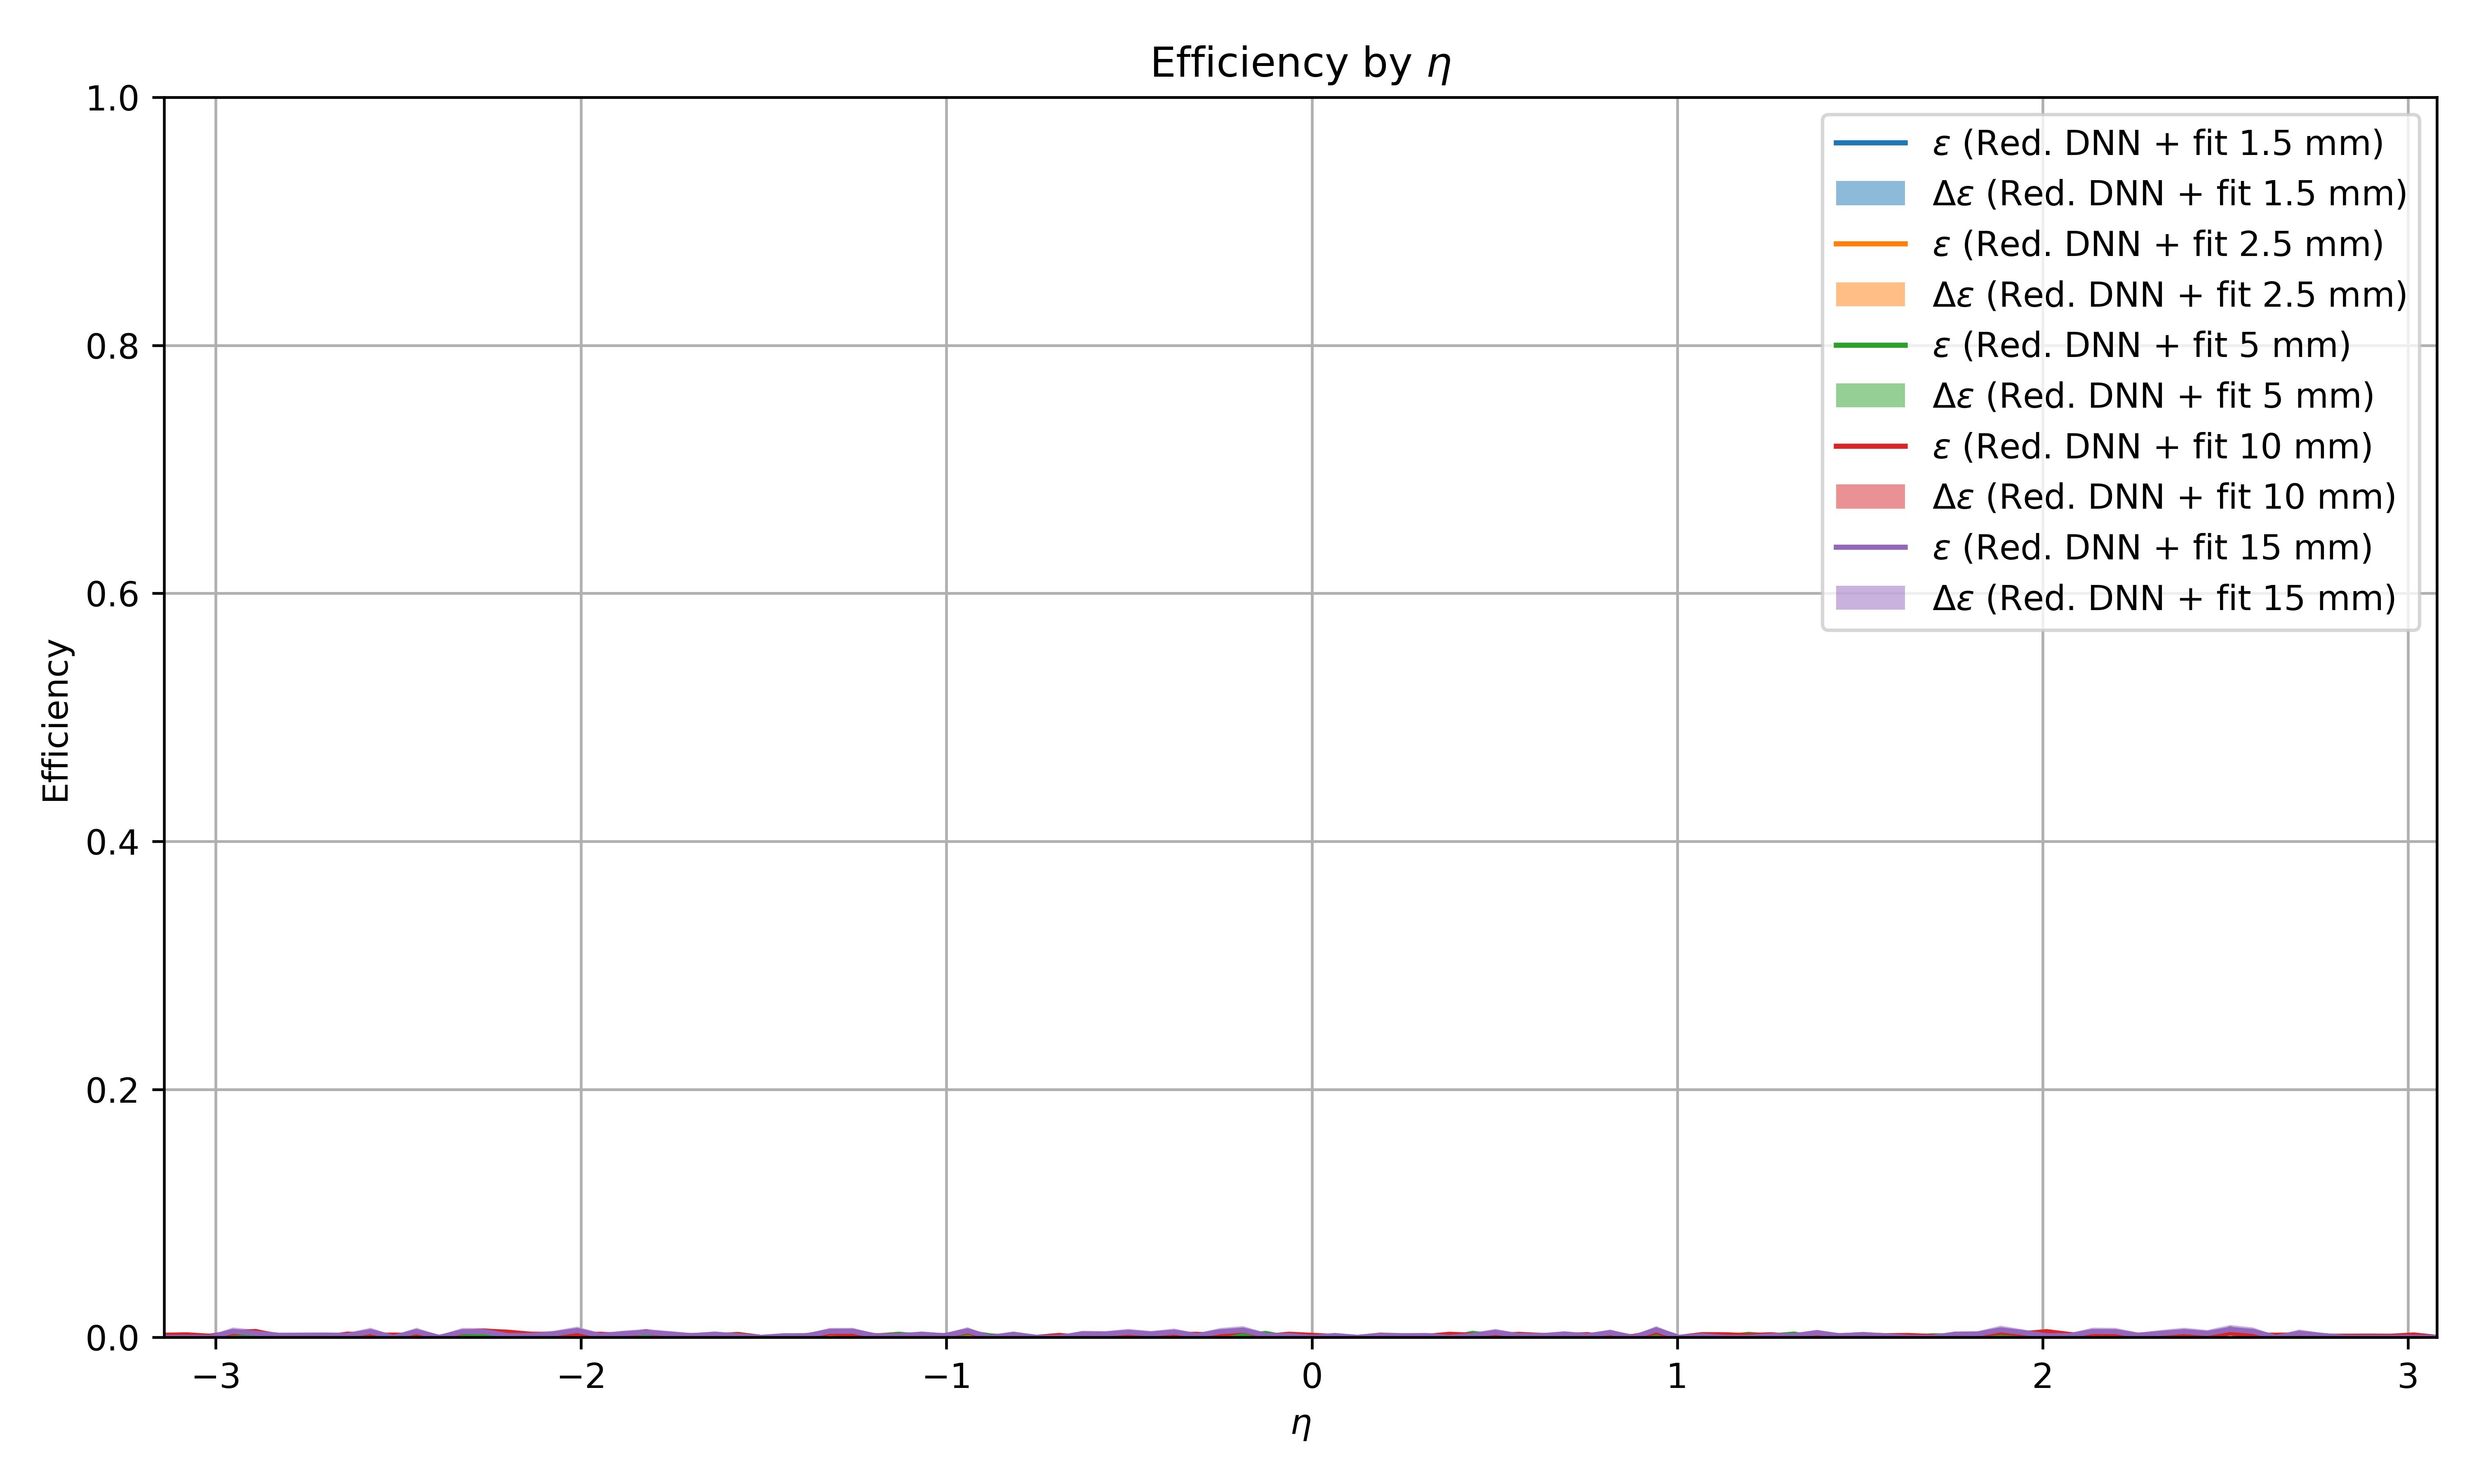 Efficiency by η
1.0
0.8
0.6
0.4
0.2
0.0
Efficiency
ε (Red. DNN + fit 1.5 mm)
Δε (Red. DNN + fit 1.5 mm)
ε (Red. DNN + fit 2.5 mm)
Δε (Red. DNN + fit 2.5 mm)
ε (Red. DNN + fit 5 mm)
Δε (Red. DNN + fit 5 mm)
ε (Red. DNN + fit 10 mm)
Δε (Red. DNN + fit 10 mm)
ε (Red. DNN + fit 15 mm)
Δε (Red. DNN + fit 15 mm)
−3 −2 −1 0 1 2 3
η